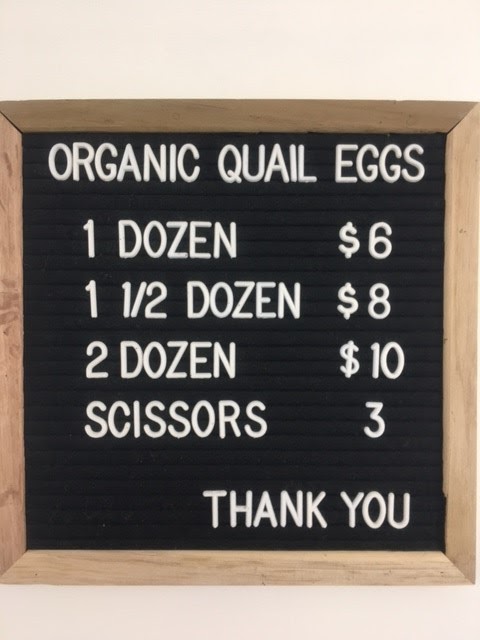 ORGANIC QUAIL EGGS
1 DOZEN $6
1 1/2 DOZEN $8
2 DOZEN $10
SCISSORS 3
THANK YOU